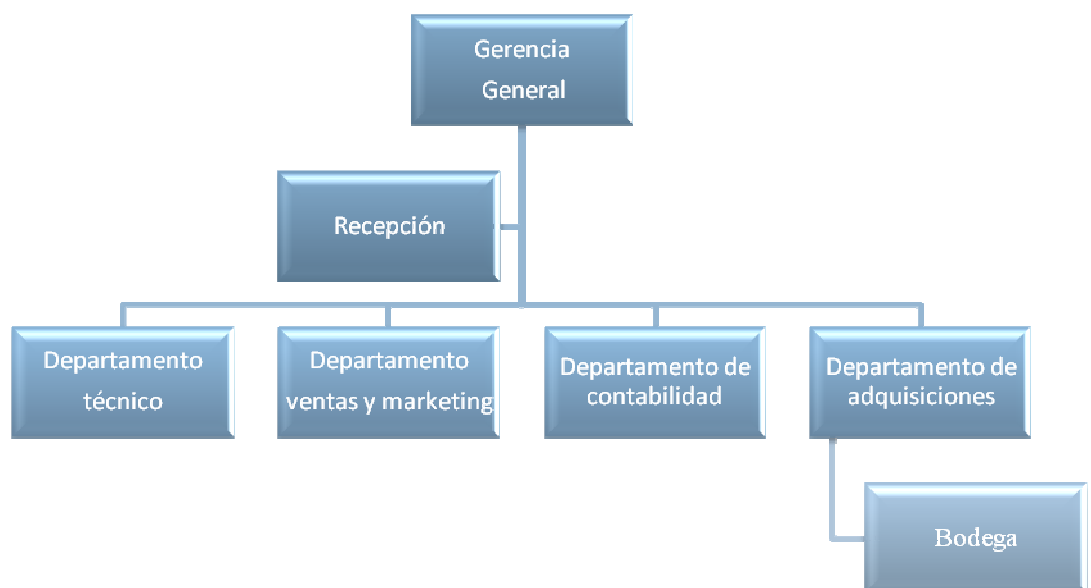 Gerencia
General
Recepción
Departamento
técnico
Departamento
ventas y marketing
Departamento de
contabilidad
Departamento de
adquisiciones
Bodega